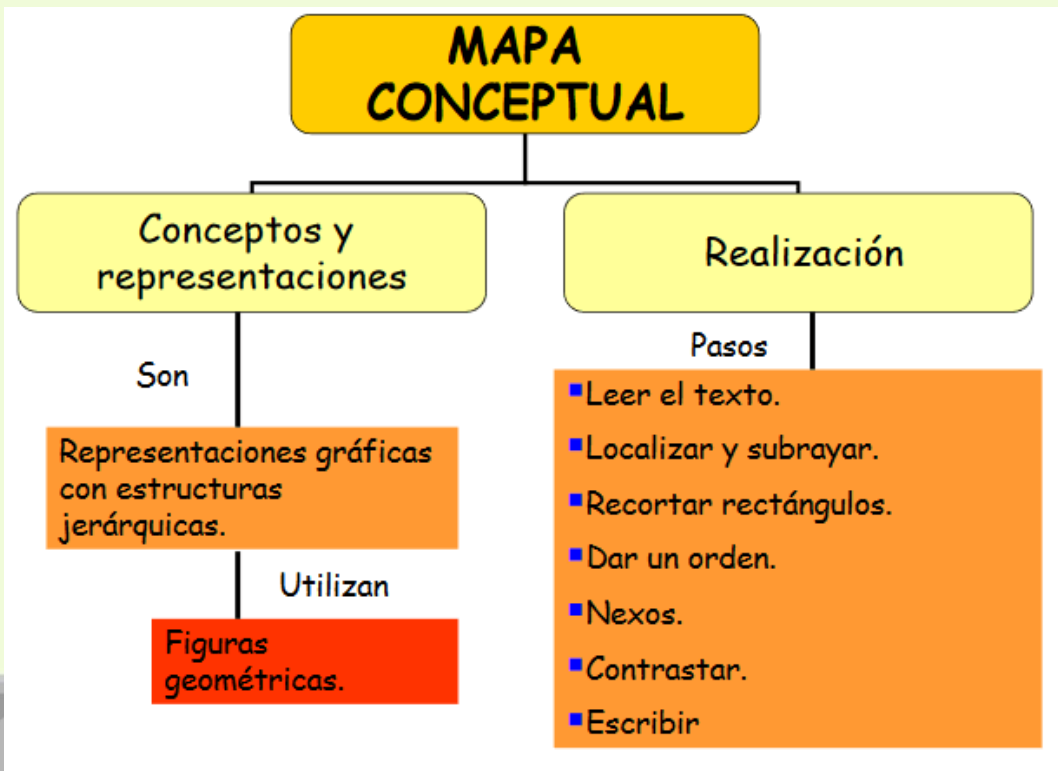 MAPA
CONCEPTUAL
Conceptos y
representaciones
Son
Representaciones gráficas
con estructuras
jerárquicas.
Utilizan
Figuras
geométricas.
Realización
Pasos
Leer el texto.
Localizar y subrayar.
Recortar rectángulos.
Dar un orden.
Nexos.
Contrastar.
Escribir